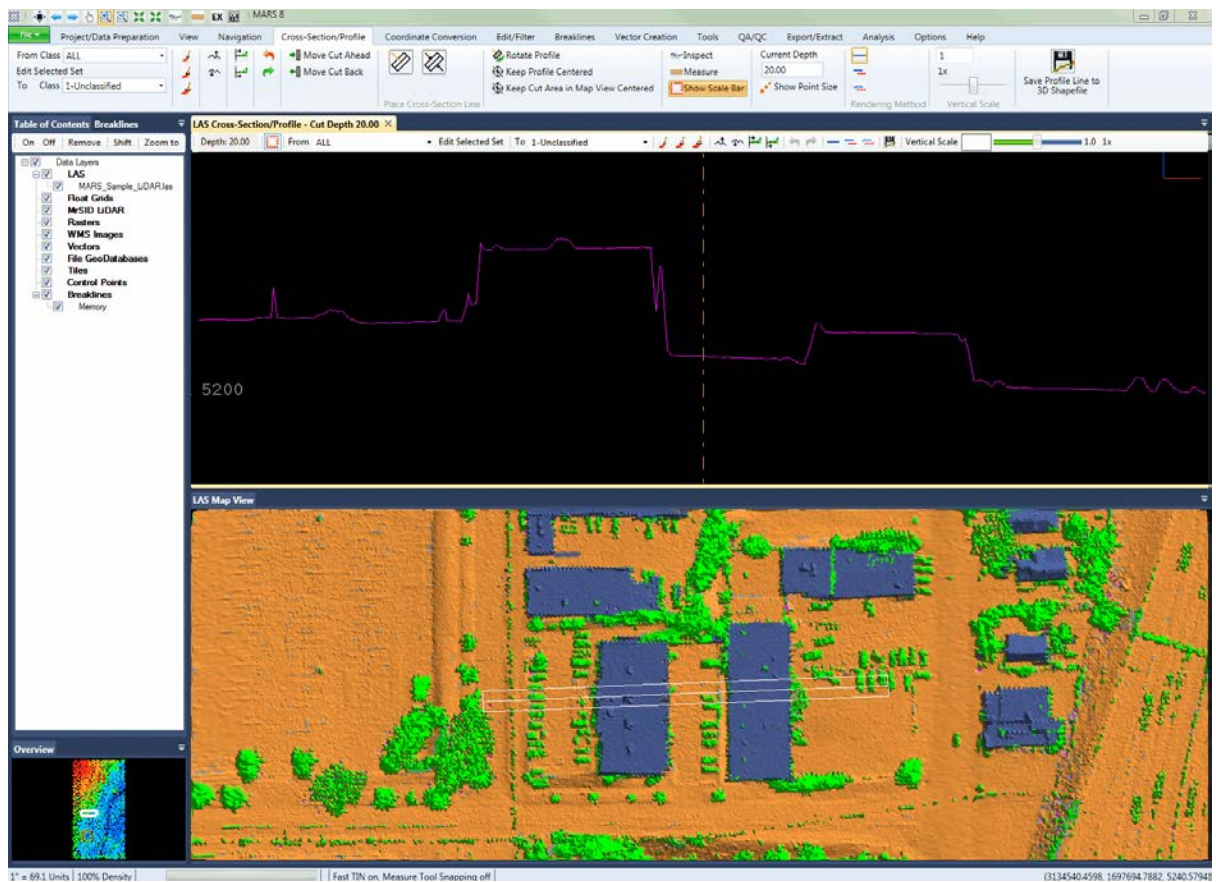 EX MARS 8
File Project/Data Preparation View Navigation Cross-Section/Profile Coordinate Conversion Edit/Filter Breaklines Vector Creation Tools QA/QC Export/Extract Analysis Options Help
From Class ALL
Edit Selected Set
To Class 1-Unclassified
Move Cut Ahead
Move Cut Back
Place Cross-Section Line
Rotate Profile
Keep Profile Centered
Keep Cut Area in Map View Centered
Inspect
Measure
Show Scale Bar
Current Depth
20.00
Show Point Size
Rendering Method
1
1x
Vertical Scale
Save Profile Line to
3D Shapefile
Table of Contents Breaklines
On Off Remove Shift Zoom to
Data Layers
LAS
MARS_Sample_LiDAR.las
Float Grids
MrSID LiDAR
Rasters
WMS Images
Vectors
File GeoDatabases
Tiles
Control Points
Breaklines
Memory
LAS Cross-Section/Profile - Cut Depth 20.00
Depth: 20.00 From ALL Edit Selected Set To 1-Unclassified Vertical Scale 1.0 1x
5200
LAS Map View
Overview
1" = 69.1 Units 100% Density Fast TIN on, Measure Tool Snapping off (3134540.4598, 1697694.7882, 5240.5794)